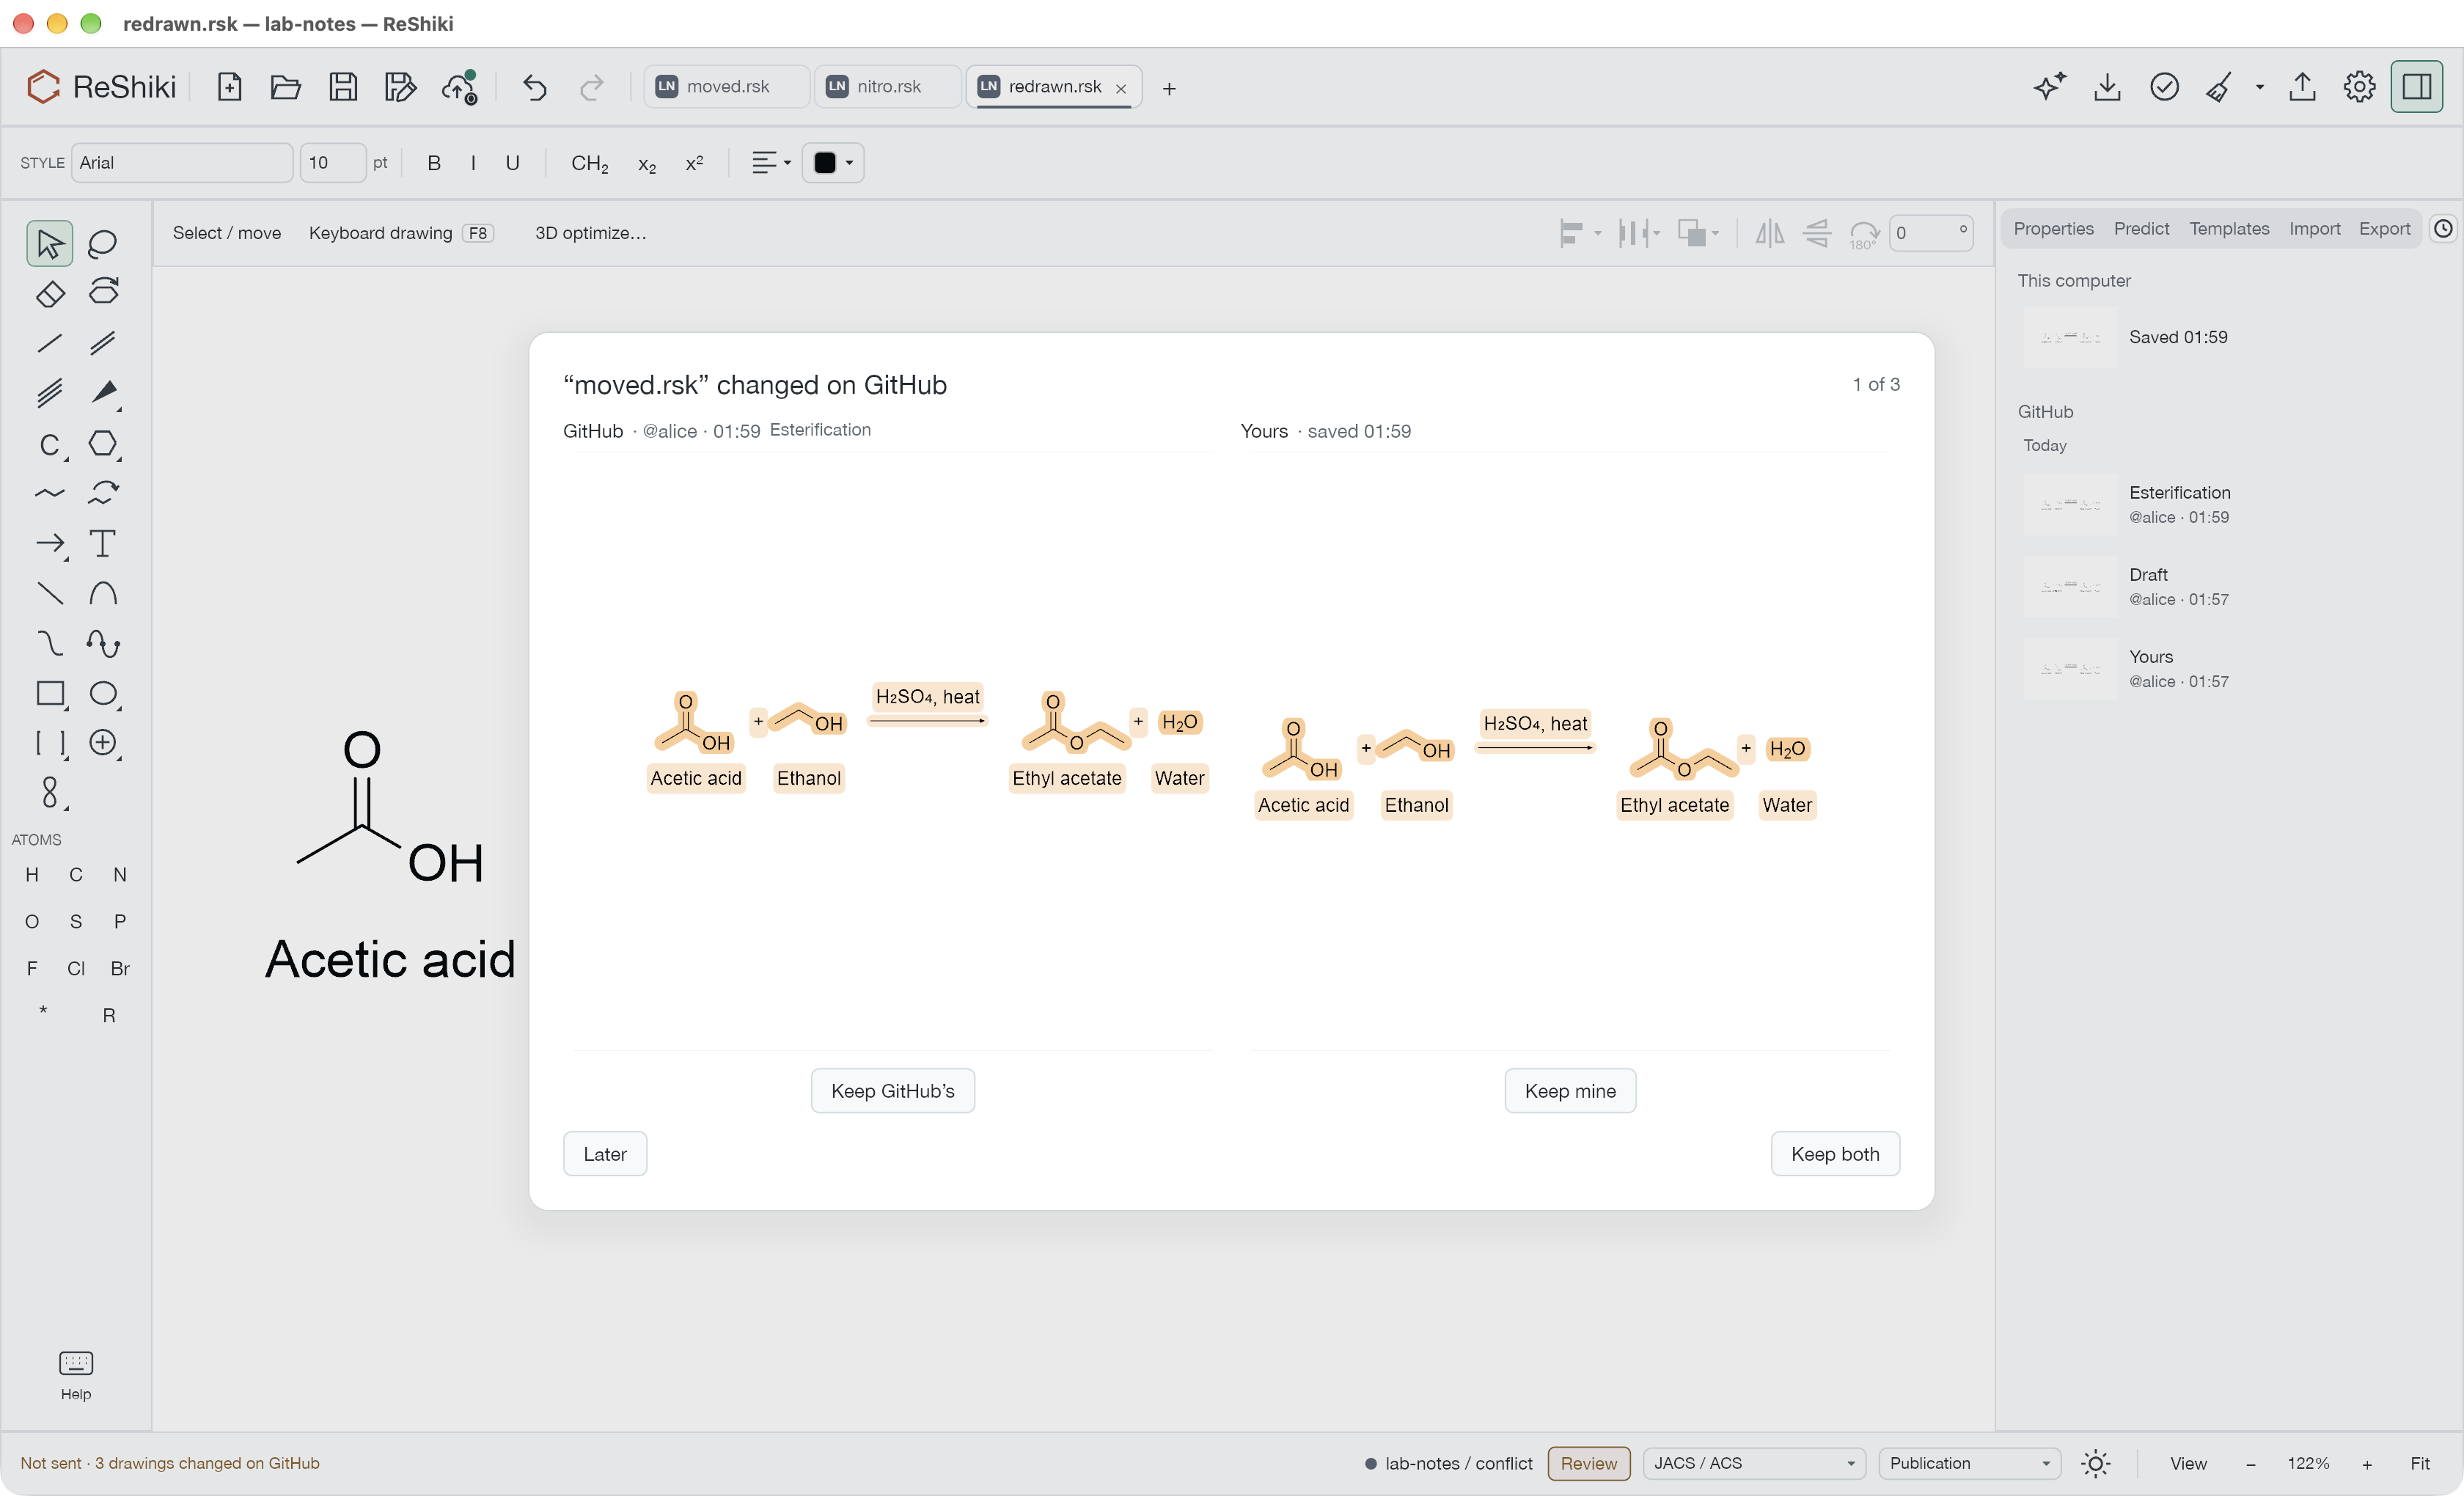 redrawn.rsk — lab-notes — ReShiki
ReShiki
LN moved.rsk
LN nitro.rsk
LN redrawn.rsk ×
+
STYLE Arial 10 pt B I U CH₂ x₂ x²
Select / move Keyboard drawing F8 3D optimize…
180° 0 °
Properties Predict Templates Import Export
This computer
Saved 01:59
GitHub
Today
Esterification
@alice · 01:59
Draft
@alice · 01:57
Yours
@alice · 01:57
C
T
ATOMS
H C N
O S P
F Cl Br
* R
Help
O
OH
Acetic acid
“moved.rsk” changed on GitHub
1 of 3
GitHub · @alice · 01:59 Esterification
Yours · saved 01:59
O
OH
+
OH
H₂SO₄, heat
O
O
+
H₂O
Acetic acid Ethanol Ethyl acetate Water
O
OH
+
OH
H₂SO₄, heat
O
O
+
H₂O
Acetic acid Ethanol Ethyl acetate Water
Keep GitHub’s
Keep mine
Later
Keep both
Not sent · 3 drawings changed on GitHub
lab-notes / conflict Review JACS / ACS Publication View − 122% + Fit